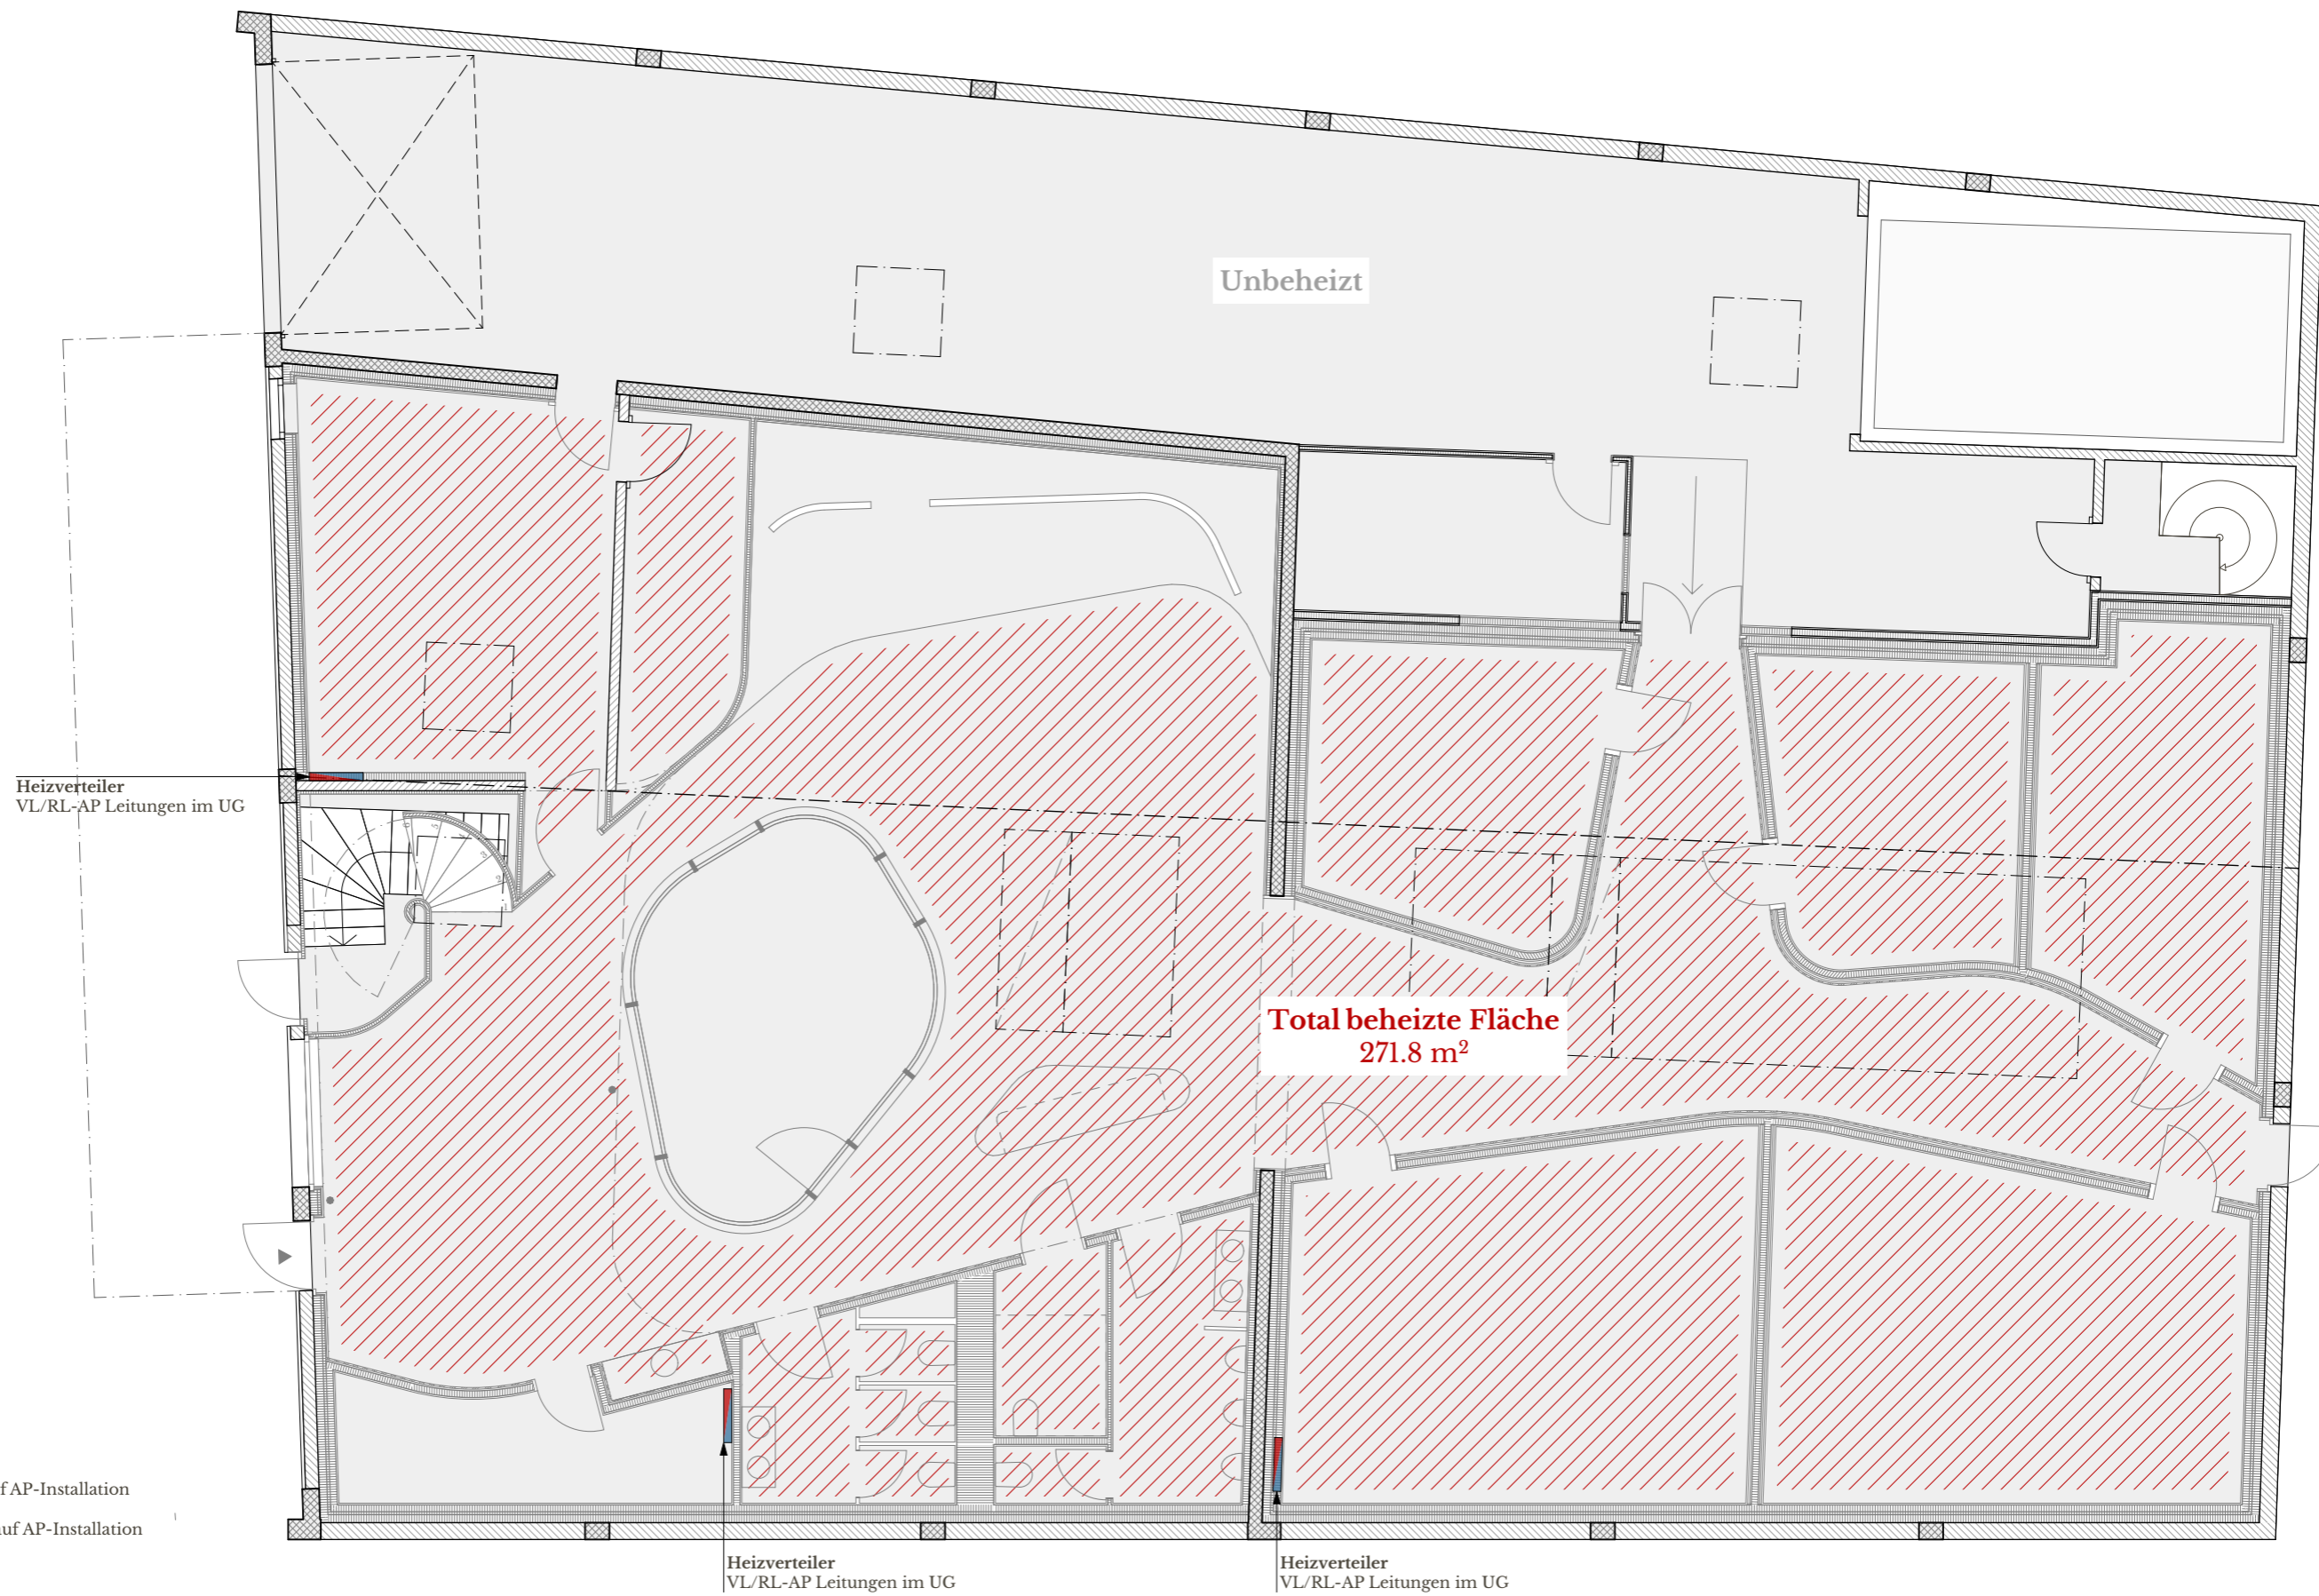 Unbeheizt
Heizverteiler
VL/RL-AP Leitungen im UG
Total beheizte Fläche
271.8 m²
f AP-Installation
uf AP-Installation
Heizverteiler
VL/RL-AP Leitungen im UG
Heizverteiler
VL/RL-AP Leitungen im UG